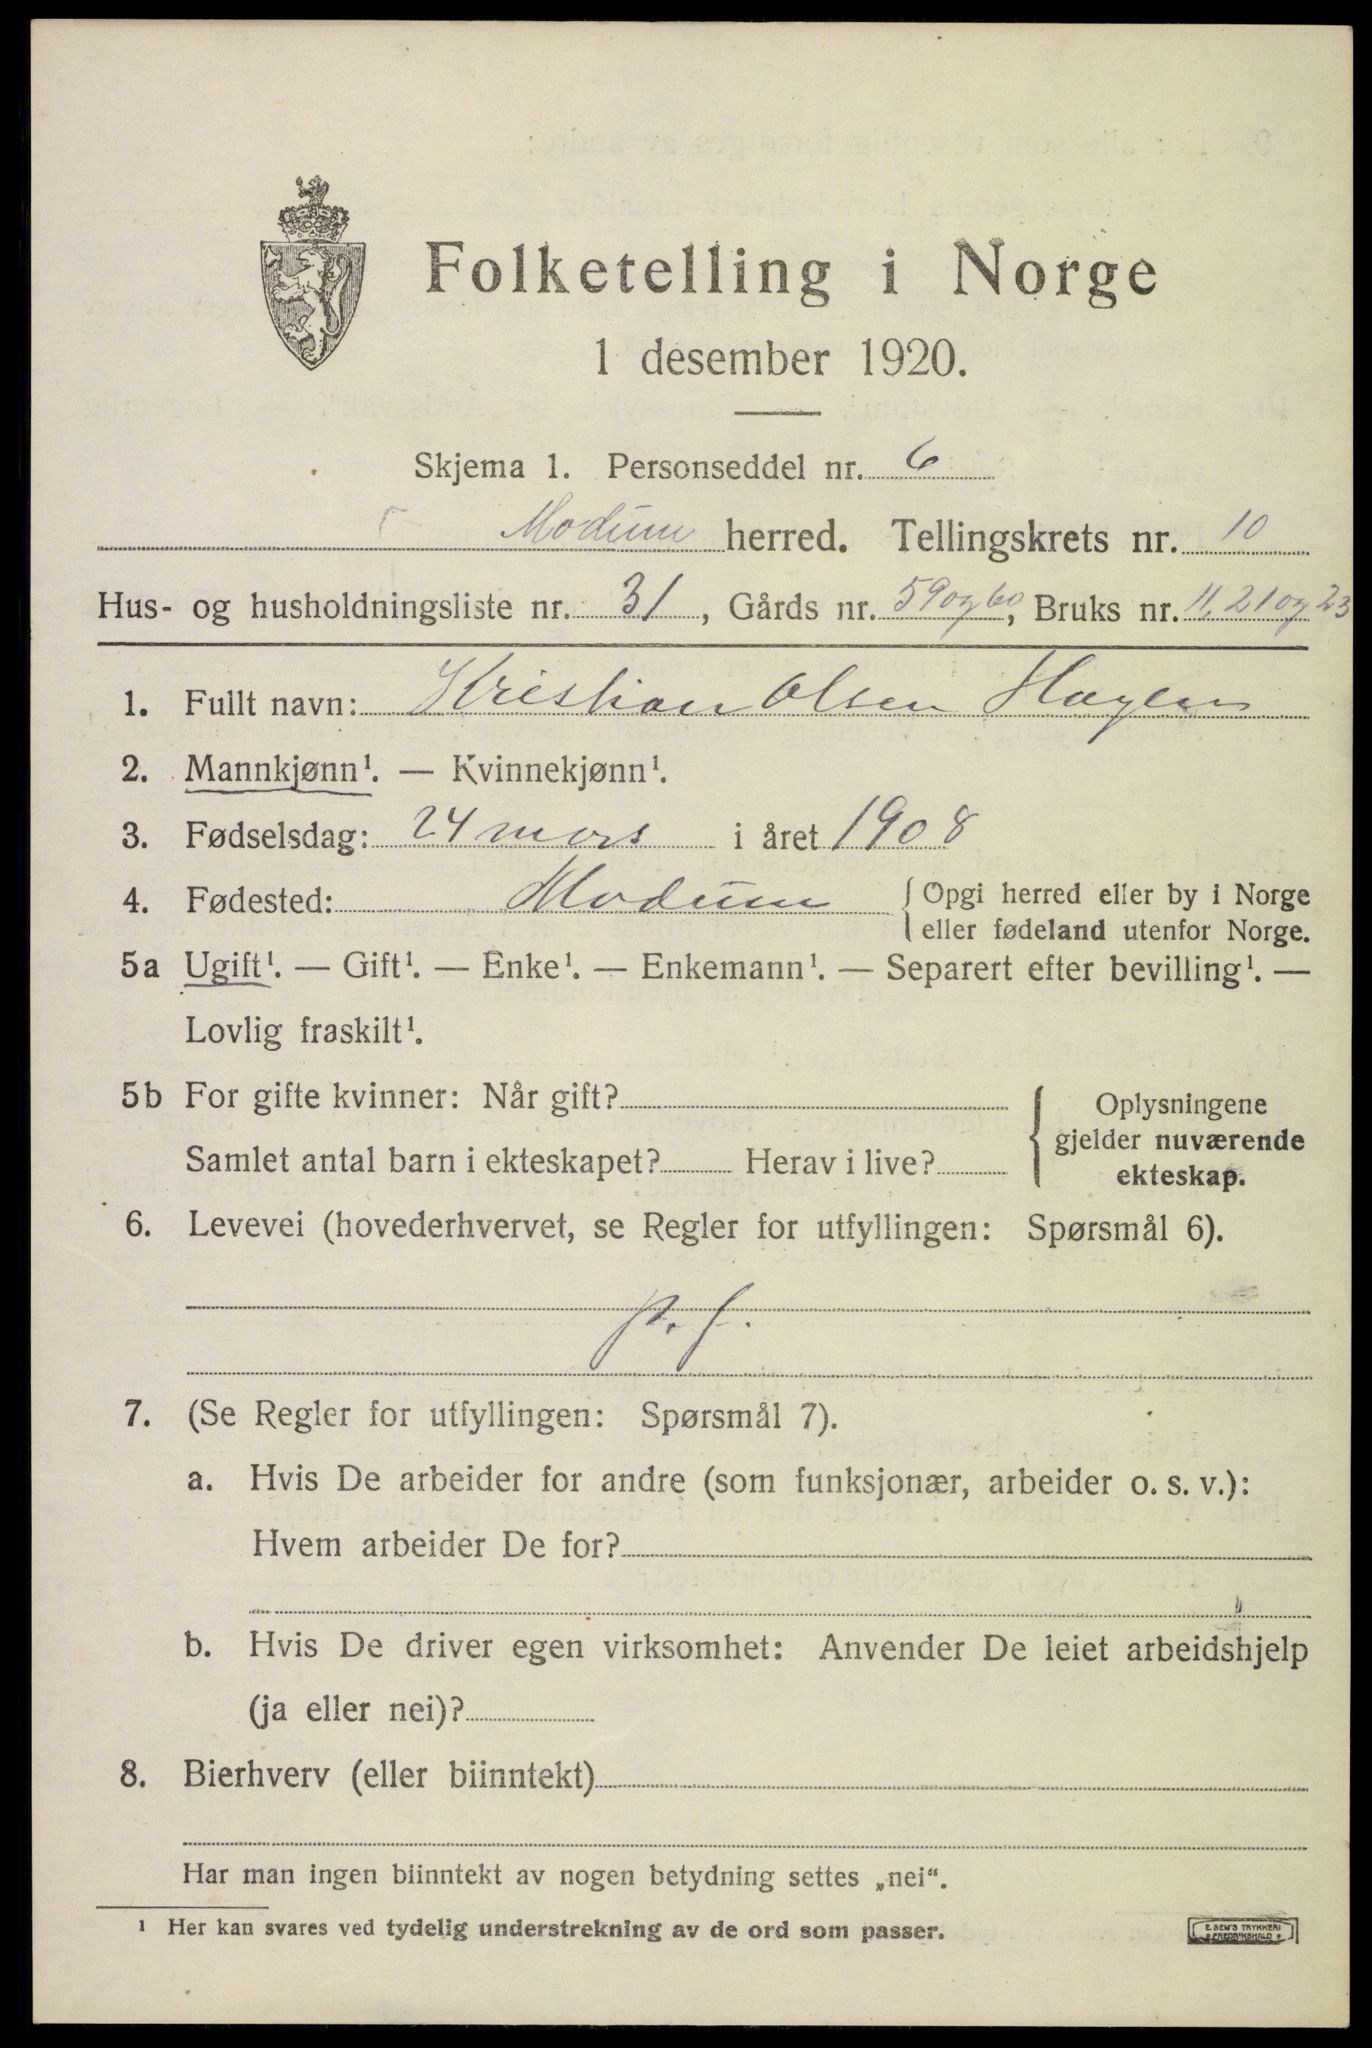 Folketelling i Norge
1 desember 1920.
Skjema 1. Personseddel nr. 6
Modum herred. Tellingskrets nr. 10
Hus- og husholdningsliste nr. 31, Gårds nr. 59 og 60, Bruks nr. 11, 21 og 23
1. Fullt navn: Kristian Olsen Hagen
2. Mannkjønn¹. — Kvinnekjønn¹.
3. Fødselsdag: 24 mars i året 1908
4. Fødested: Modum { Opgi herred eller by i Norge
eller fødeland utenfor Norge.
5a Ugift¹. — Gift¹. — Enke¹. — Enkemann¹. — Separert efter bevilling¹. —
Lovlig fraskilt¹.
5b For gifte kvinner: Når gift?
Samlet antal barn i ekteskapet? Herav i live?
{ Oplysningene
gjelder nuværende
ekteskap.
6. Levevei (hovederhvervet, se Regler for utfyllingen: Spørsmål 6).
p. f.
7. (Se Regler for utfyllingen: Spørsmål 7).
a. Hvis De arbeider for andre (som funksjonær, arbeider o. s. v.):
Hvem arbeider De for?
b. Hvis De driver egen virksomhet: Anvender De leiet arbeidshjelp
(ja eller nei)?
8. Bierhverv (eller biinntekt)
Har man ingen biinntekt av nogen betydning settes „nei“.
¹ Her kan svares ved tydelig understrekning av de ord som passer.
E. SEM'S TRYKKERI
FREDRIKSHALD